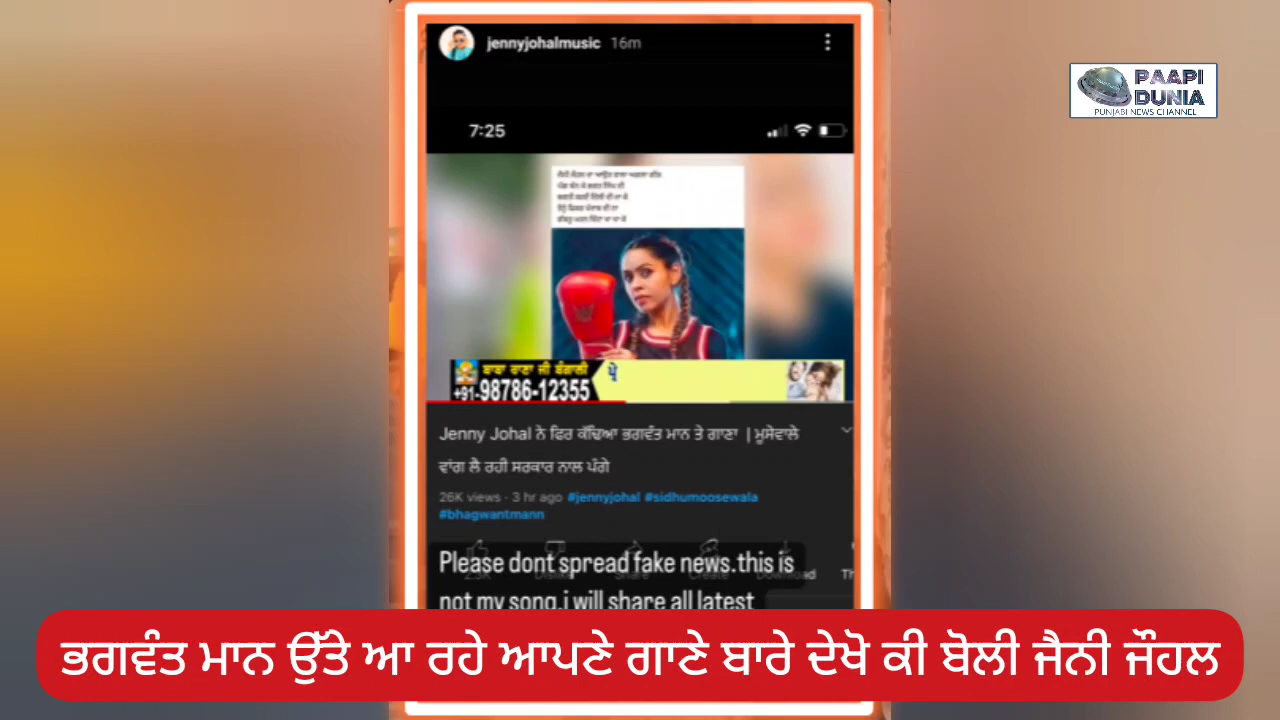 jennyjohalmusic 16m
PAAPI
DUNIA
PUNJABI NEWS CHANNEL
7:25
ਬਾਬਾ ਰਾਣਾ ਜੀ ਬੰਗਾਲੀ
+91-98786-12355
ਪ੍ਰੇ
Jenny Johal ਨੇ ਫਿਰ ਕੱਢਿਆ ਭਗਵੰਤ ਮਾਨ ਤੇ ਗਾਣਾ | ਮੂਸੇਵਾਲੇ
ਵਾਂਗ ਲੈ ਰਹੀ ਸਰਕਾਰ ਨਾਲ ਪੰਗੇ
26K views · 3 hr ago #jennyjohal #sidhumoosewala
#bhagwantmann
Please dont spread fake news.this is
not my song.i will share all latest
ਭਗਵੰਤ ਮਾਨ ਉੱਤੇ ਆ ਰਹੇ ਆਪਣੇ ਗਾਣੇ ਬਾਰੇ ਦੇਖੋ ਕੀ ਬੋਲੀ ਜੈਨੀ ਜੌਹਲ